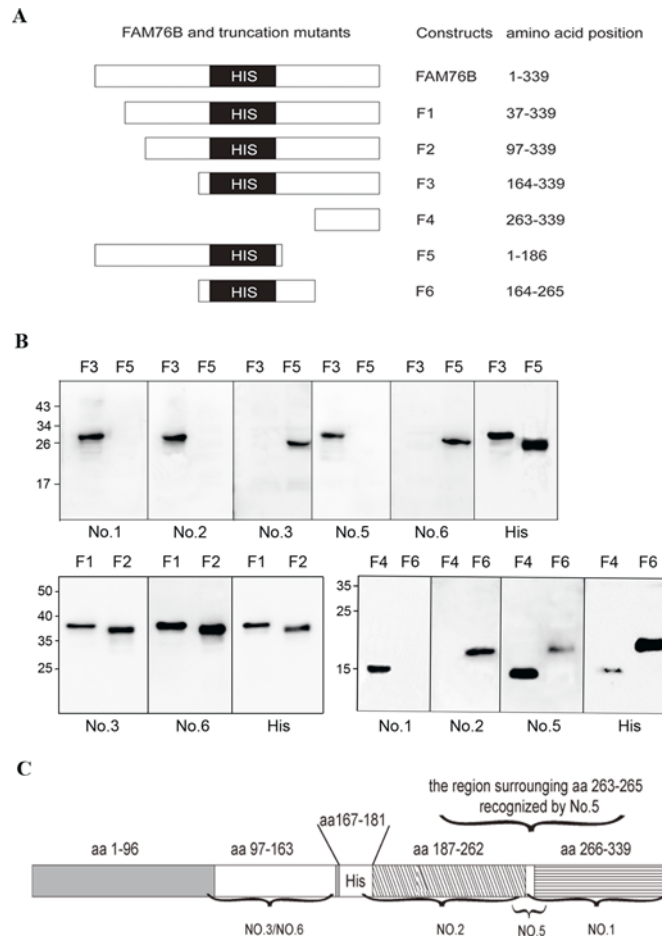 A
FAM76B and truncation mutants Constructs amino acid position
HIS FAM76B 1-339
HIS F1 37-339
HIS F2 97-339
HIS F3 164-339
F4 263-339
HIS F5 1-186
HIS F6 164-265
B
F3 F5 F3 F5 F3 F5 F3 F5 F3 F5 F3 F5
43
34
26
17
No.1 No.2 No.3 No.5 No.6 His
F1 F2 F1 F2 F1 F2
50
40
35
25
No.3 No.6 His
F4 F6 F4 F6 F4 F6 F4 F6
35
25
15
No.1 No.2 No.5 His
C
the region surrounging aa 263-265
recognized by No.5
aa167-181
aa 1-96 aa 97-163 aa 187-262 aa 266-339
His
NO.3/NO.6 NO.2 NO.5 NO.1